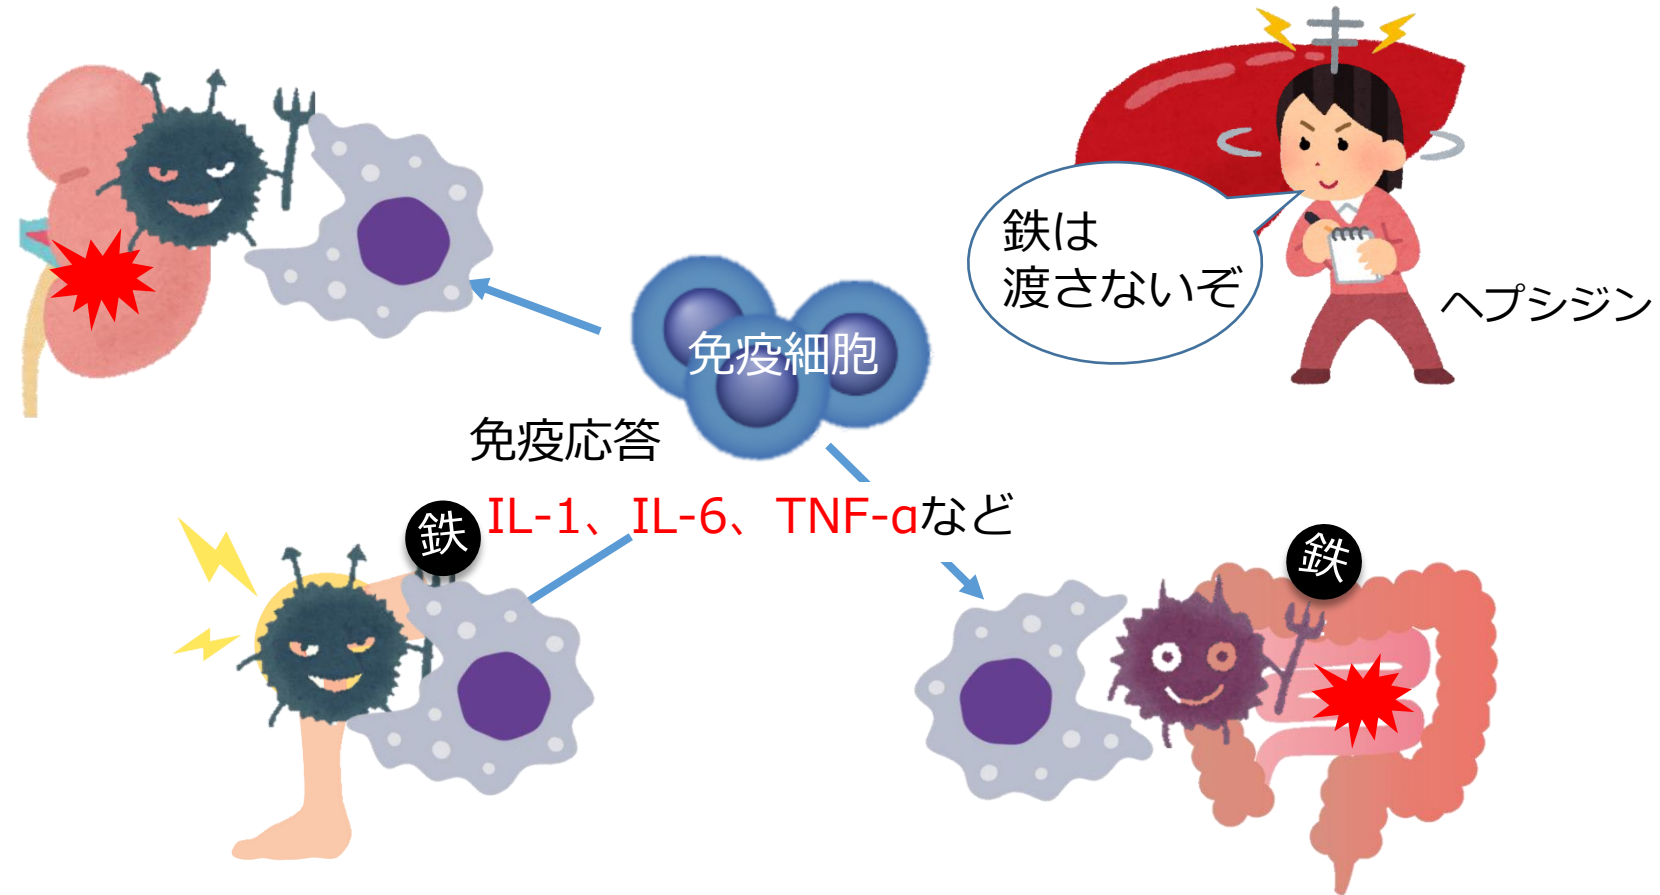 鉄は
渡さないぞ
ヘプシジン
免疫細胞
免疫応答
IL-1、IL-6、TNF-αなど
鉄
鉄